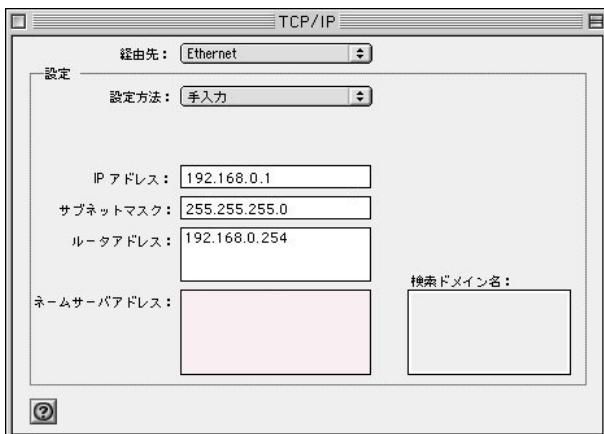 TCP/IP
経由先： Ethernet
設定
設定方法： 手入力
IP アドレス： 192.168.0.1
サブネットマスク： 255.255.255.0
ルータアドレス： 192.168.0.254
検索ドメイン名：
ネームサーバアドレス：
?